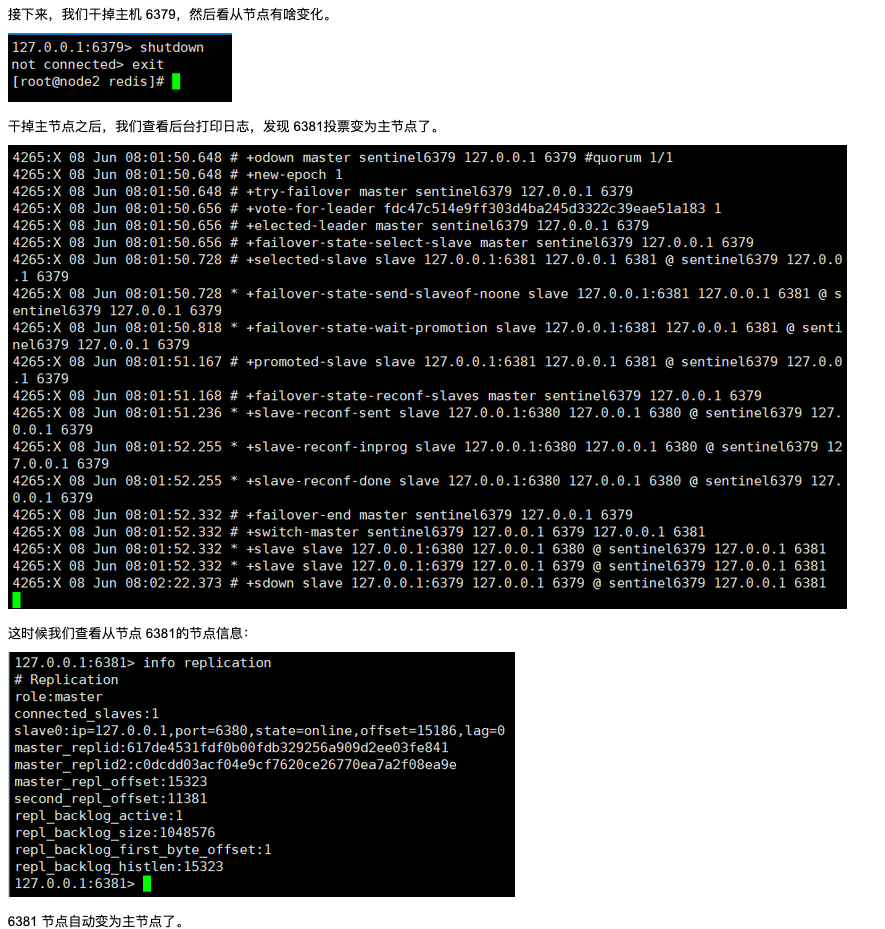 接下来，我们干掉主机 6379，然后看从节点有啥变化。
127.0.0.1:6379> shutdown
not connected> exit
[root@node2 redis]#
干掉主节点之后，我们查看后台打印日志，发现 6381投票变为主节点了。
4265:X 08 Jun 08:01:50.648 # +odown master sentinel6379 127.0.0.1 6379 #quorum 1/1
4265:X 08 Jun 08:01:50.648 # +new-epoch 1
4265:X 08 Jun 08:01:50.648 # +try-failover master sentinel6379 127.0.0.1 6379
4265:X 08 Jun 08:01:50.656 # +vote-for-leader fdc47c514e9ff303d4ba245d3322c39eae51a183 1
4265:X 08 Jun 08:01:50.656 # +elected-leader master sentinel6379 127.0.0.1 6379
4265:X 08 Jun 08:01:50.656 # +failover-state-select-slave master sentinel6379 127.0.0.1 6379
4265:X 08 Jun 08:01:50.728 # +selected-slave slave 127.0.0.1:6381 127.0.0.1 6381 @ sentinel6379 127.0.0
.1 6379
4265:X 08 Jun 08:01:50.728 * +failover-state-send-slaveof-noone slave 127.0.0.1:6381 127.0.0.1 6381 @ s
entinel6379 127.0.0.1 6379
4265:X 08 Jun 08:01:50.818 * +failover-state-wait-promotion slave 127.0.0.1:6381 127.0.0.1 6381 @ senti
nel6379 127.0.0.1 6379
4265:X 08 Jun 08:01:51.167 # +promoted-slave slave 127.0.0.1:6381 127.0.0.1 6381 @ sentinel6379 127.0.0
.1 6379
4265:X 08 Jun 08:01:51.168 # +failover-state-reconf-slaves master sentinel6379 127.0.0.1 6379
4265:X 08 Jun 08:01:51.236 * +slave-reconf-sent slave 127.0.0.1:6380 127.0.0.1 6380 @ sentinel6379 127.
0.0.1 6379
4265:X 08 Jun 08:01:52.255 * +slave-reconf-inprog slave 127.0.0.1:6380 127.0.0.1 6380 @ sentinel6379 12
7.0.0.1 6379
4265:X 08 Jun 08:01:52.255 * +slave-reconf-done slave 127.0.0.1:6380 127.0.0.1 6380 @ sentinel6379 127.
0.0.1 6379
4265:X 08 Jun 08:01:52.332 # +failover-end master sentinel6379 127.0.0.1 6379
4265:X 08 Jun 08:01:52.332 # +switch-master sentinel6379 127.0.0.1 6379 127.0.0.1 6381
4265:X 08 Jun 08:01:52.332 * +slave slave 127.0.0.1:6380 127.0.0.1 6380 @ sentinel6379 127.0.0.1 6381
4265:X 08 Jun 08:01:52.332 * +slave slave 127.0.0.1:6379 127.0.0.1 6379 @ sentinel6379 127.0.0.1 6381
4265:X 08 Jun 08:02:22.373 # +sdown slave 127.0.0.1:6379 127.0.0.1 6379 @ sentinel6379 127.0.0.1 6381
这时候我们查看从节点 6381的节点信息：
127.0.0.1:6381> info replication
# Replication
role:master
connected_slaves:1
slave0:ip=127.0.0.1,port=6380,state=online,offset=15186,lag=0
master_replid:617de4531fdf0b00fdb329256a909d2ee03fe841
master_replid2:c0dcdd03acf04e9cf7620ce26770ea7a2f08ea9e
master_repl_offset:15323
second_repl_offset:11381
repl_backlog_active:1
repl_backlog_size:1048576
repl_backlog_first_byte_offset:1
repl_backlog_histlen:15323
127.0.0.1:6381>
6381 节点自动变为主节点了。